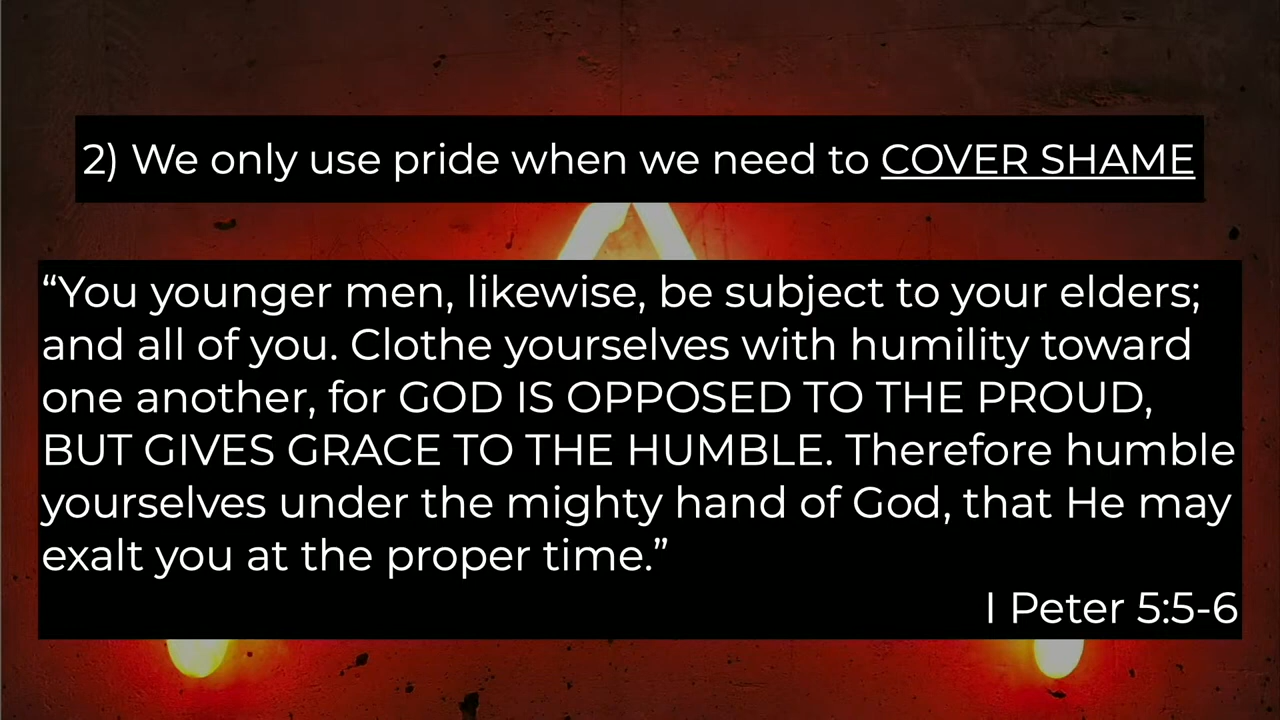 2) We only use pride when we need to COVER SHAME
“You younger men, likewise, be subject to your elders;
and all of you. Clothe yourselves with humility toward
one another, for GOD IS OPPOSED TO THE PROUD,
BUT GIVES GRACE TO THE HUMBLE. Therefore humble
yourselves under the mighty hand of God, that He may
exalt you at the proper time.”
I Peter 5:5-6